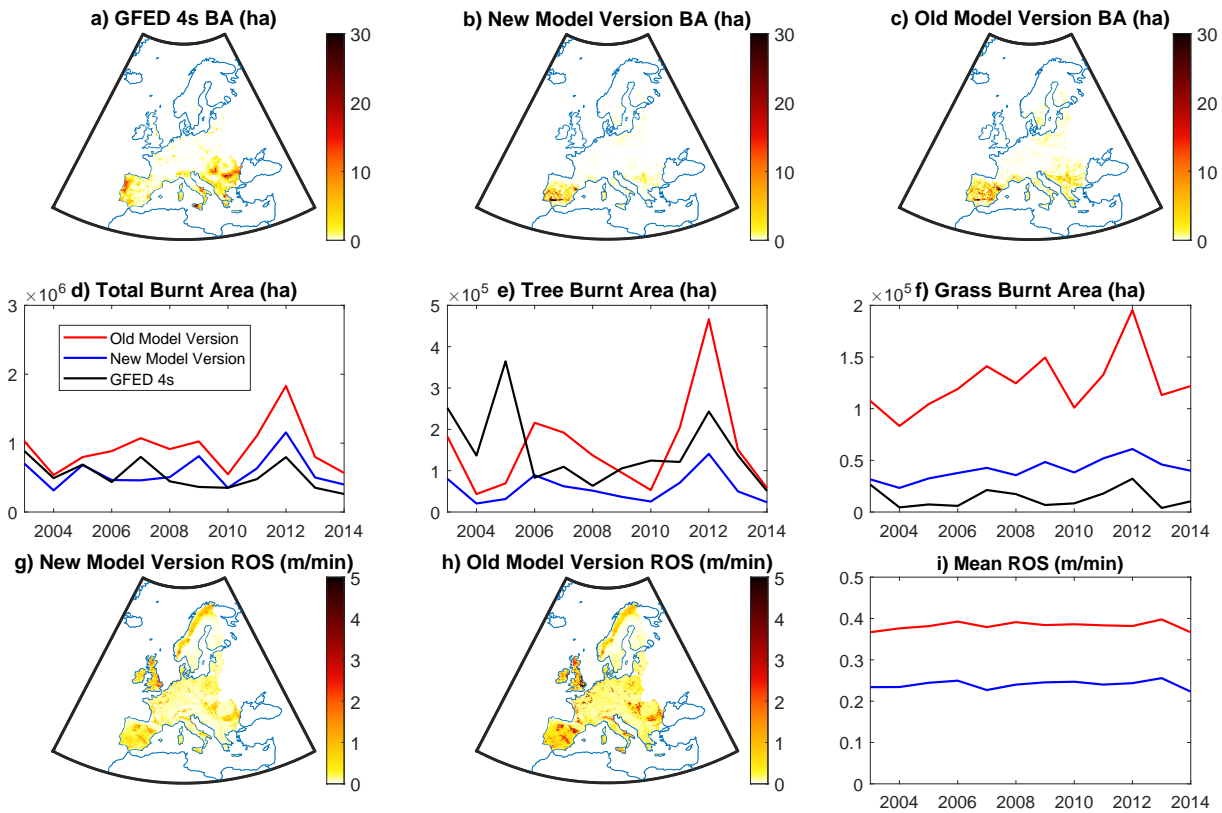 a) GFED 4s BA (ha)
30
20
10
0
b) New Model Version BA (ha)
30
20
10
0
c) Old Model Version BA (ha)
30
20
10
0
×10⁶ d) Total Burnt Area (ha)
3
2
1
0
2004 2006 2008 2010 2012 2014
Old Model Version
New Model Version
GFED 4s
×10⁵ e) Tree Burnt Area (ha)
5
4
3
2
1
0
2004 2006 2008 2010 2012 2014
×10⁵ f) Grass Burnt Area (ha)
2
1.5
1
0.5
0
2004 2006 2008 2010 2012 2014
g) New Model Version ROS (m/min)
5
4
3
2
1
0
h) Old Model Version ROS (m/min)
5
4
3
2
1
0
i) Mean ROS (m/min)
0.5
0.4
0.3
0.2
0.1
0
2004 2006 2008 2010 2012 2014